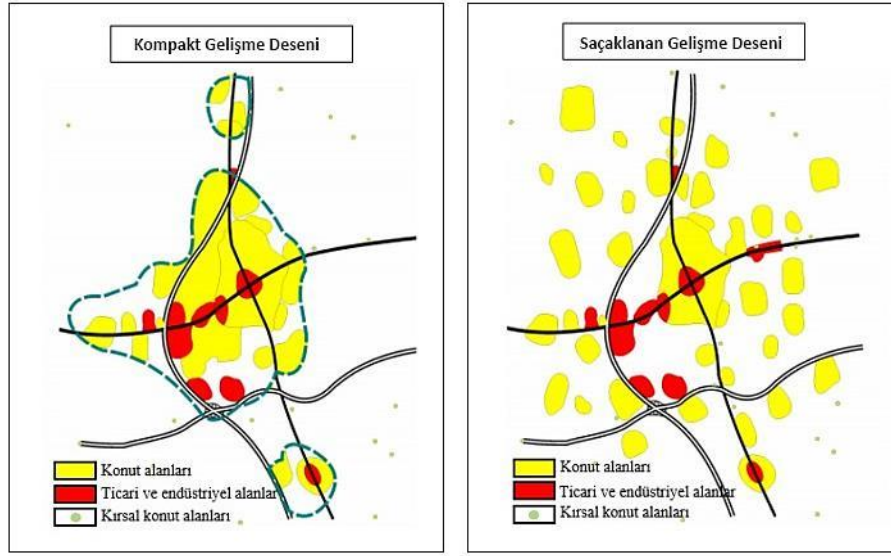 Kompakt Gelişme Deseni
Konut alanları
Ticari ve endüstriyel alanlar
Kırsal konut alanları
Saçaklanan Gelişme Deseni
Konut alanları
Ticari ve endüstriyel alanlar
Kırsal konut alanları